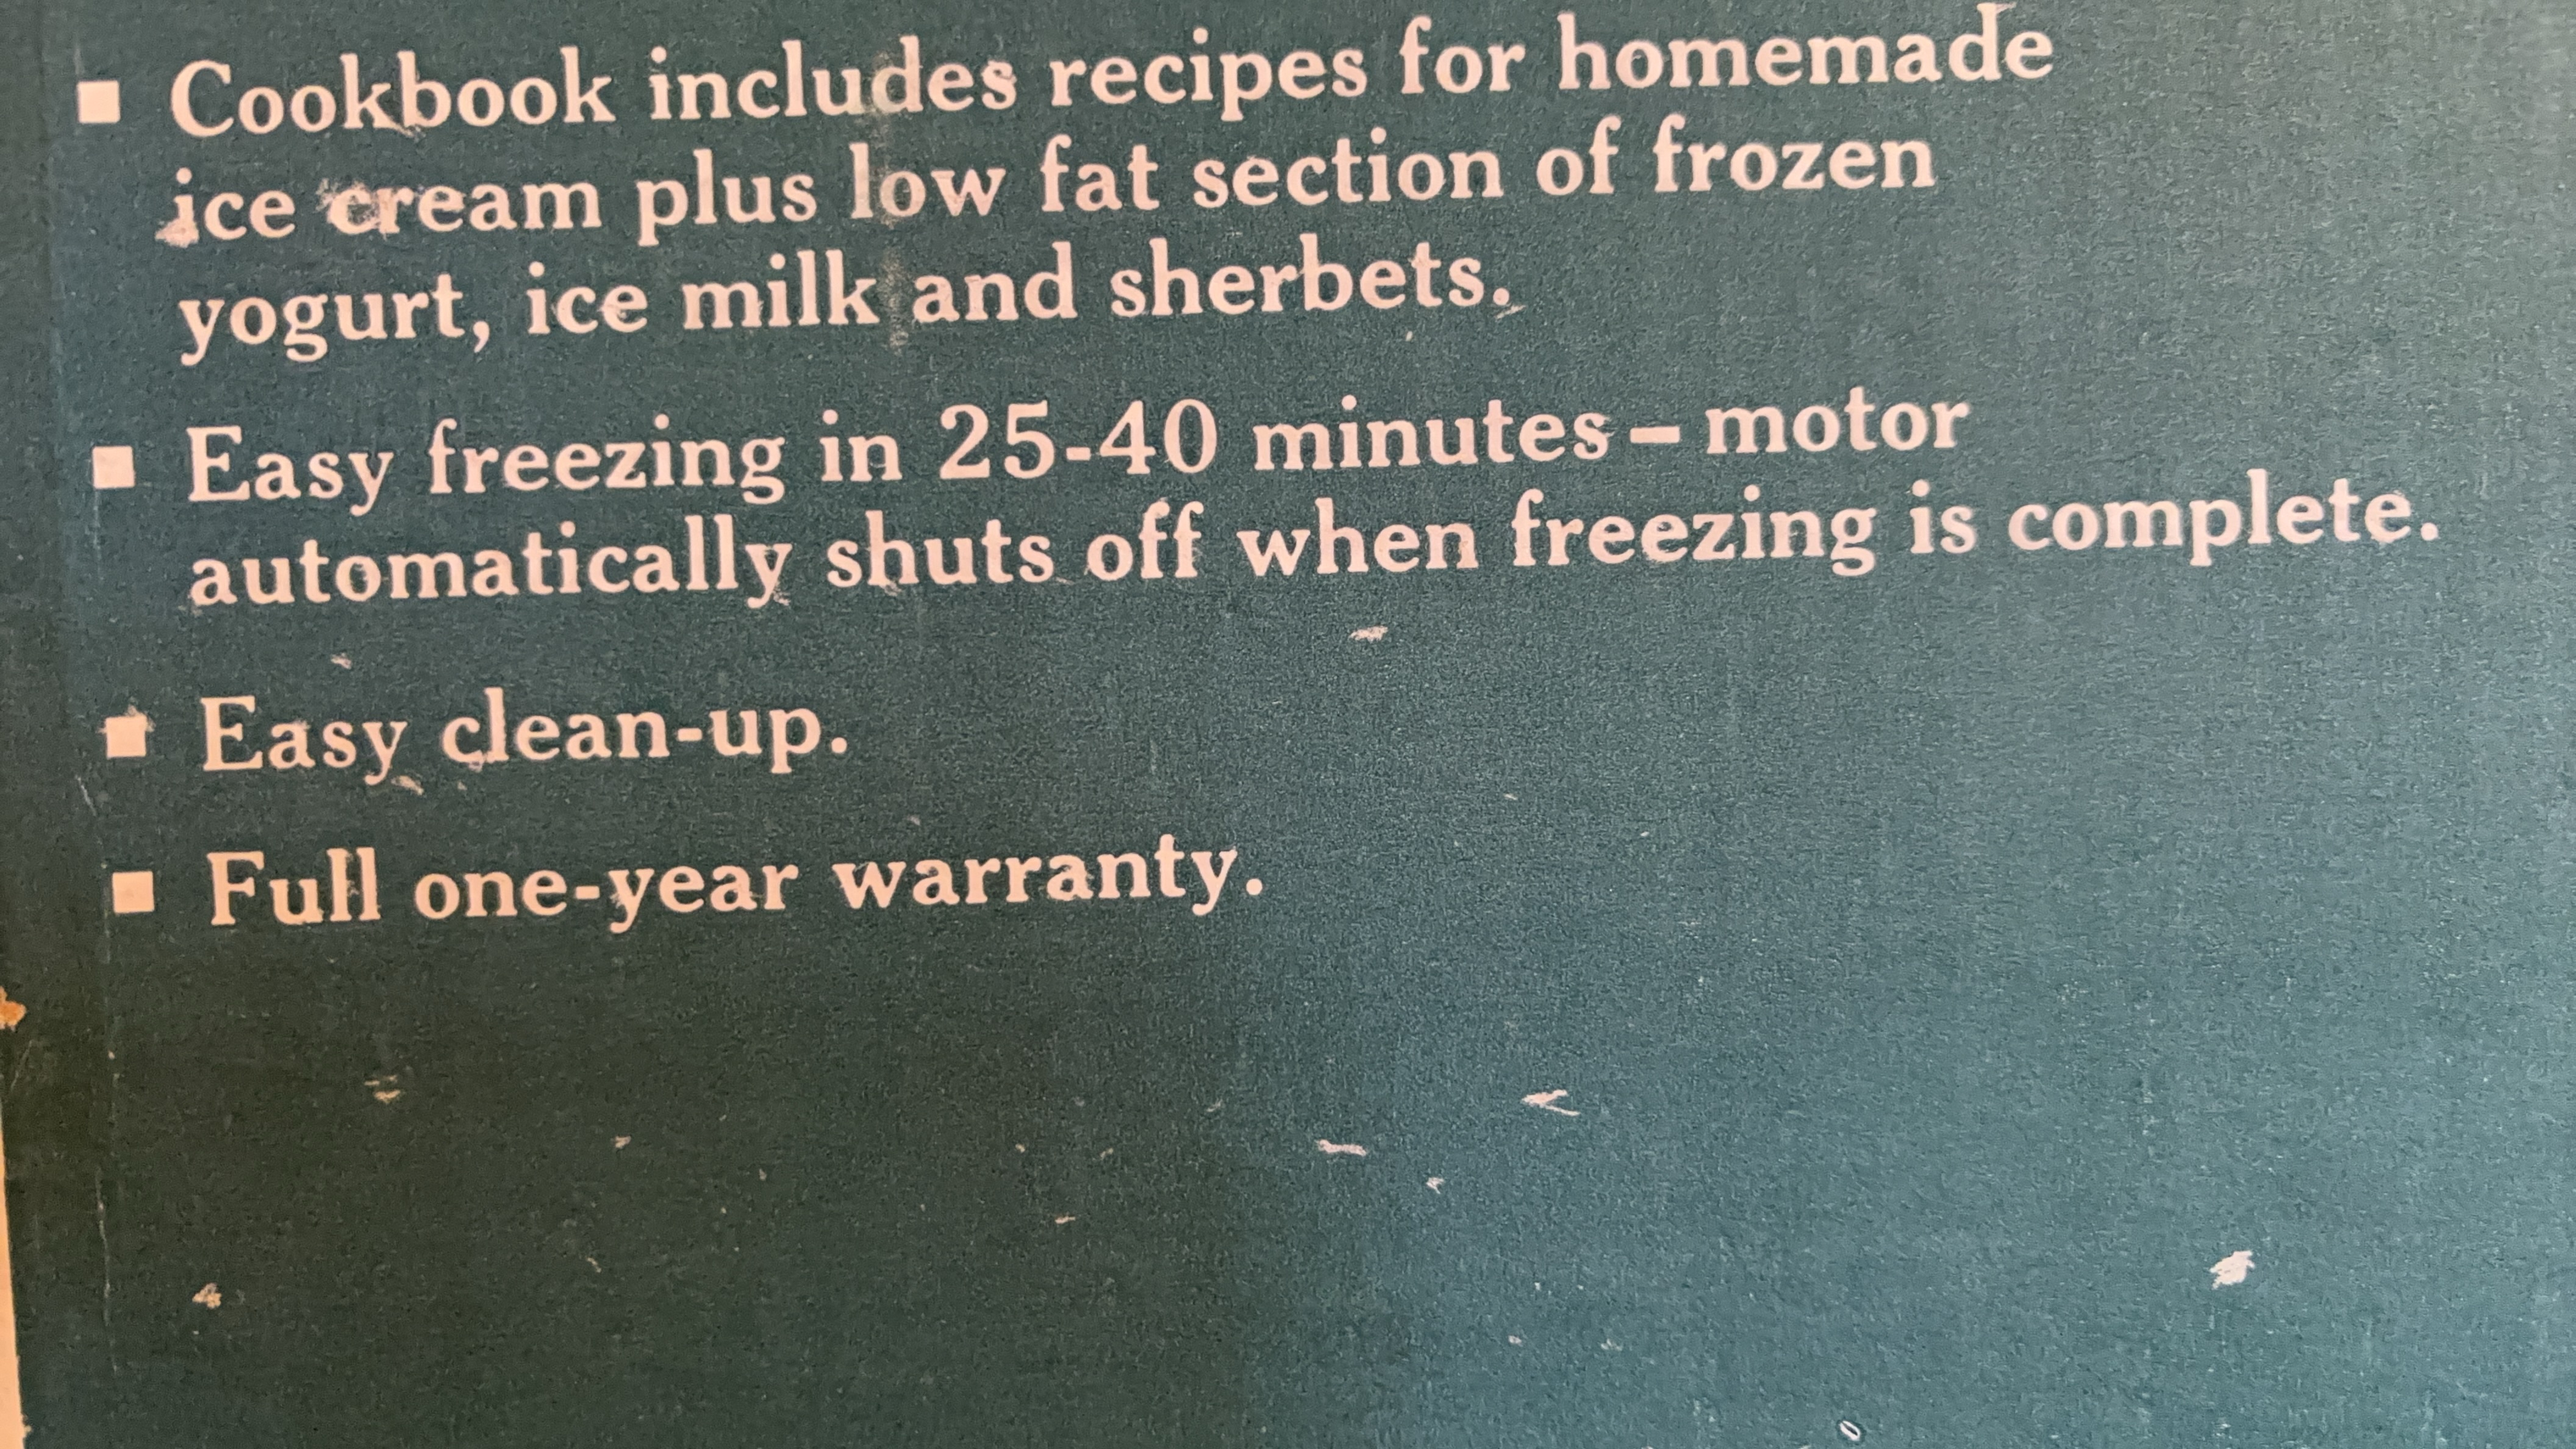 ▪ Cookbook includes recipes for homemade
ice cream plus low fat section of frozen
yogurt, ice milk and sherbets.
▪ Easy freezing in 25-40 minutes – motor
automatically shuts off when freezing is complete.
▪ Easy clean-up.
▪ Full one-year warranty.